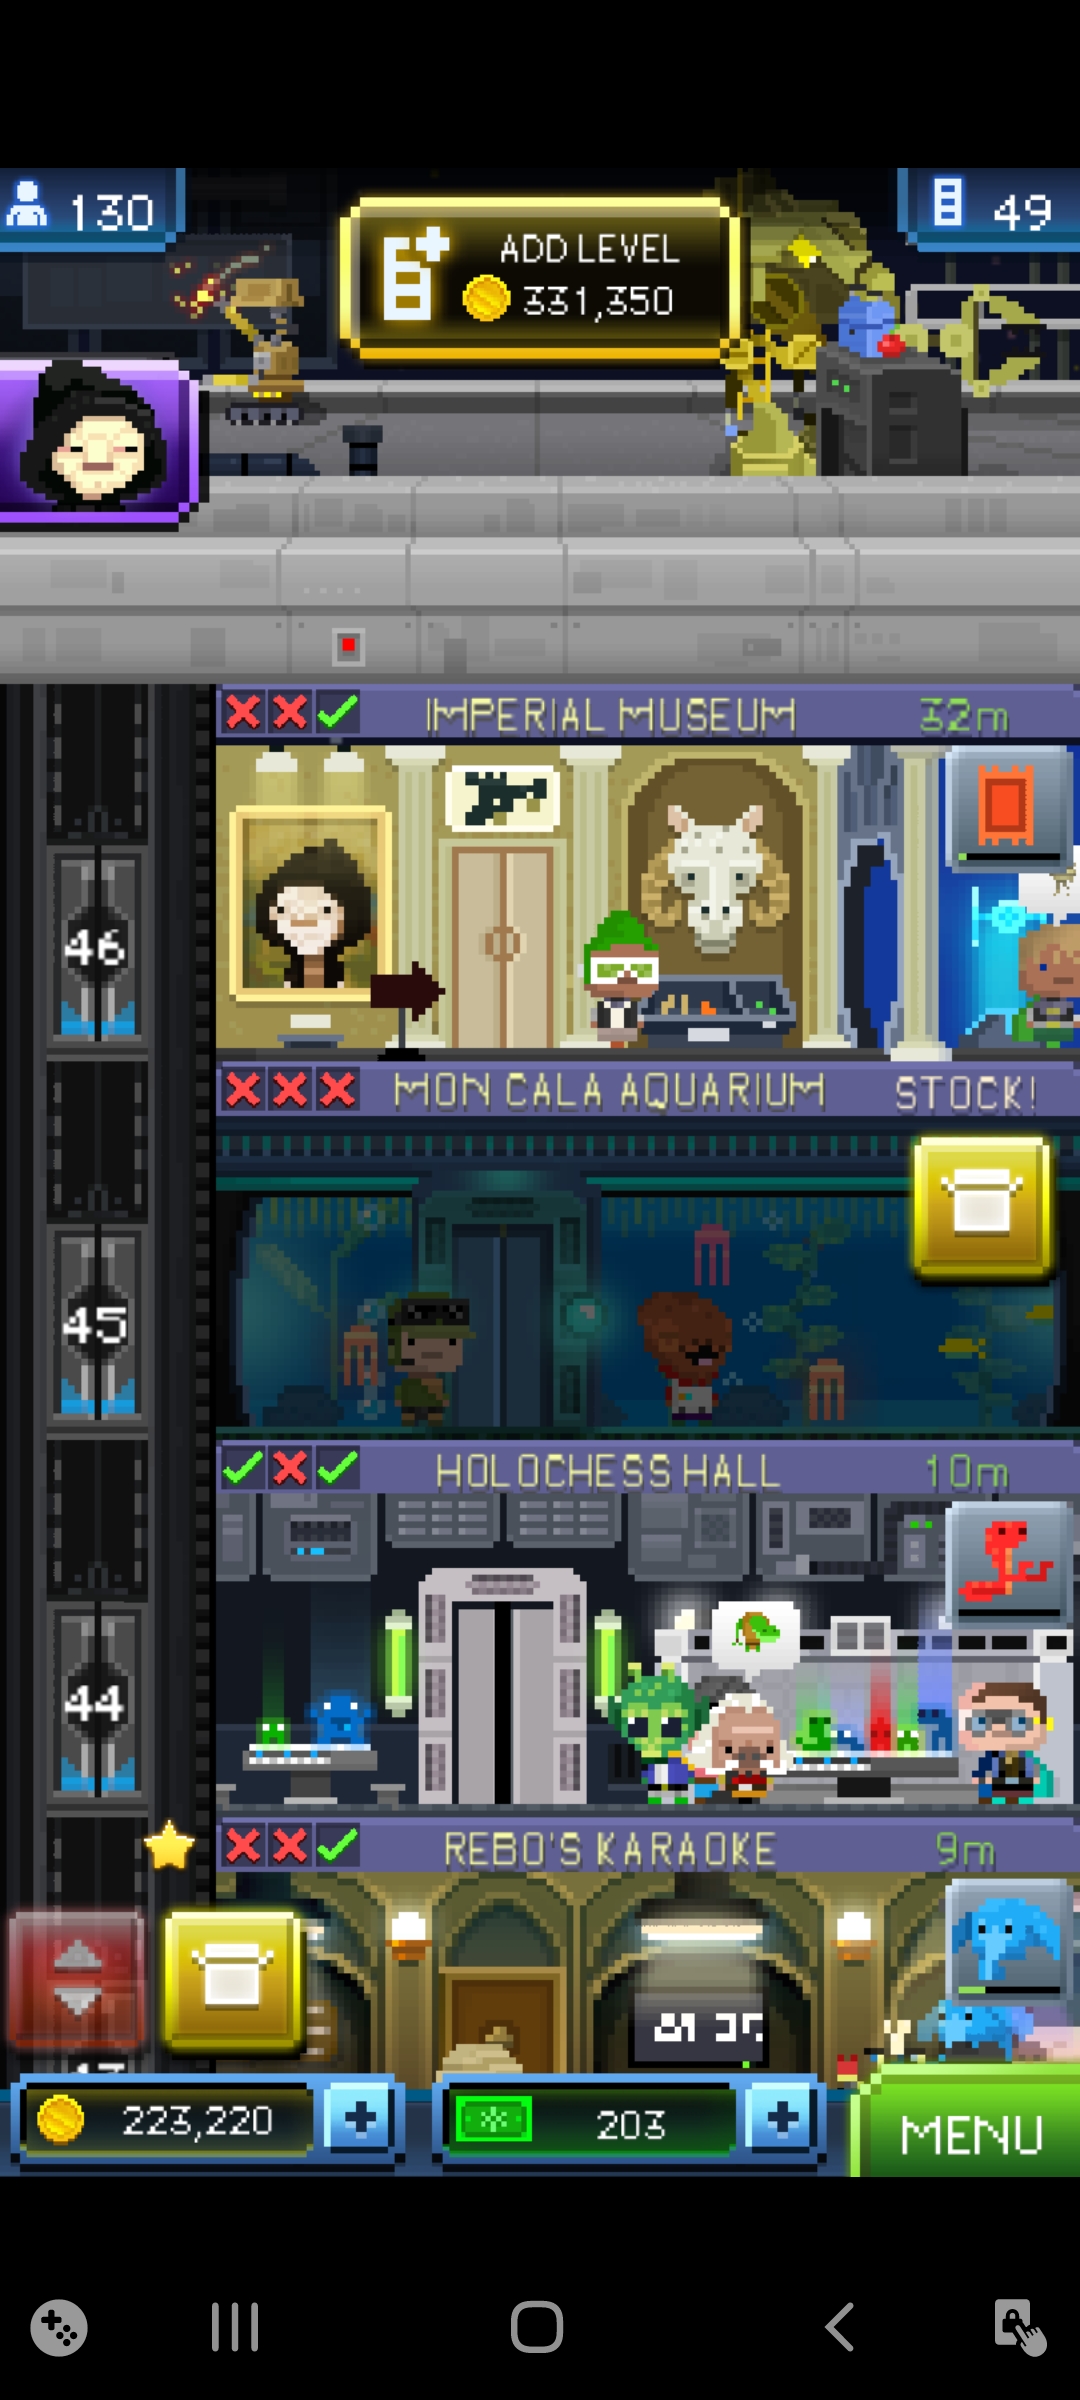 130
ADD LEVEL
331,350
49
IMPERIAL MUSEUM 32m
46
MON CALA AQUARIUM STOCK!
45
HOLOCHESS HALL 10m
44
REBO'S KARAOKE 9m
223,220
203
MENU